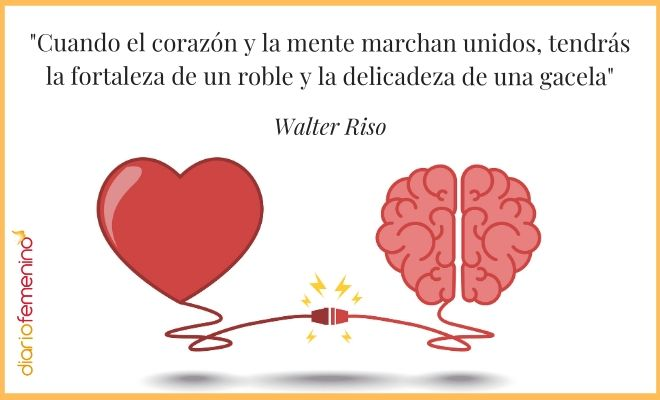 "Cuando el corazón y la mente marchan unidos, tendrás
la fortaleza de un roble y la delicadeza de una gacela"
Walter Riso
diariofemenino